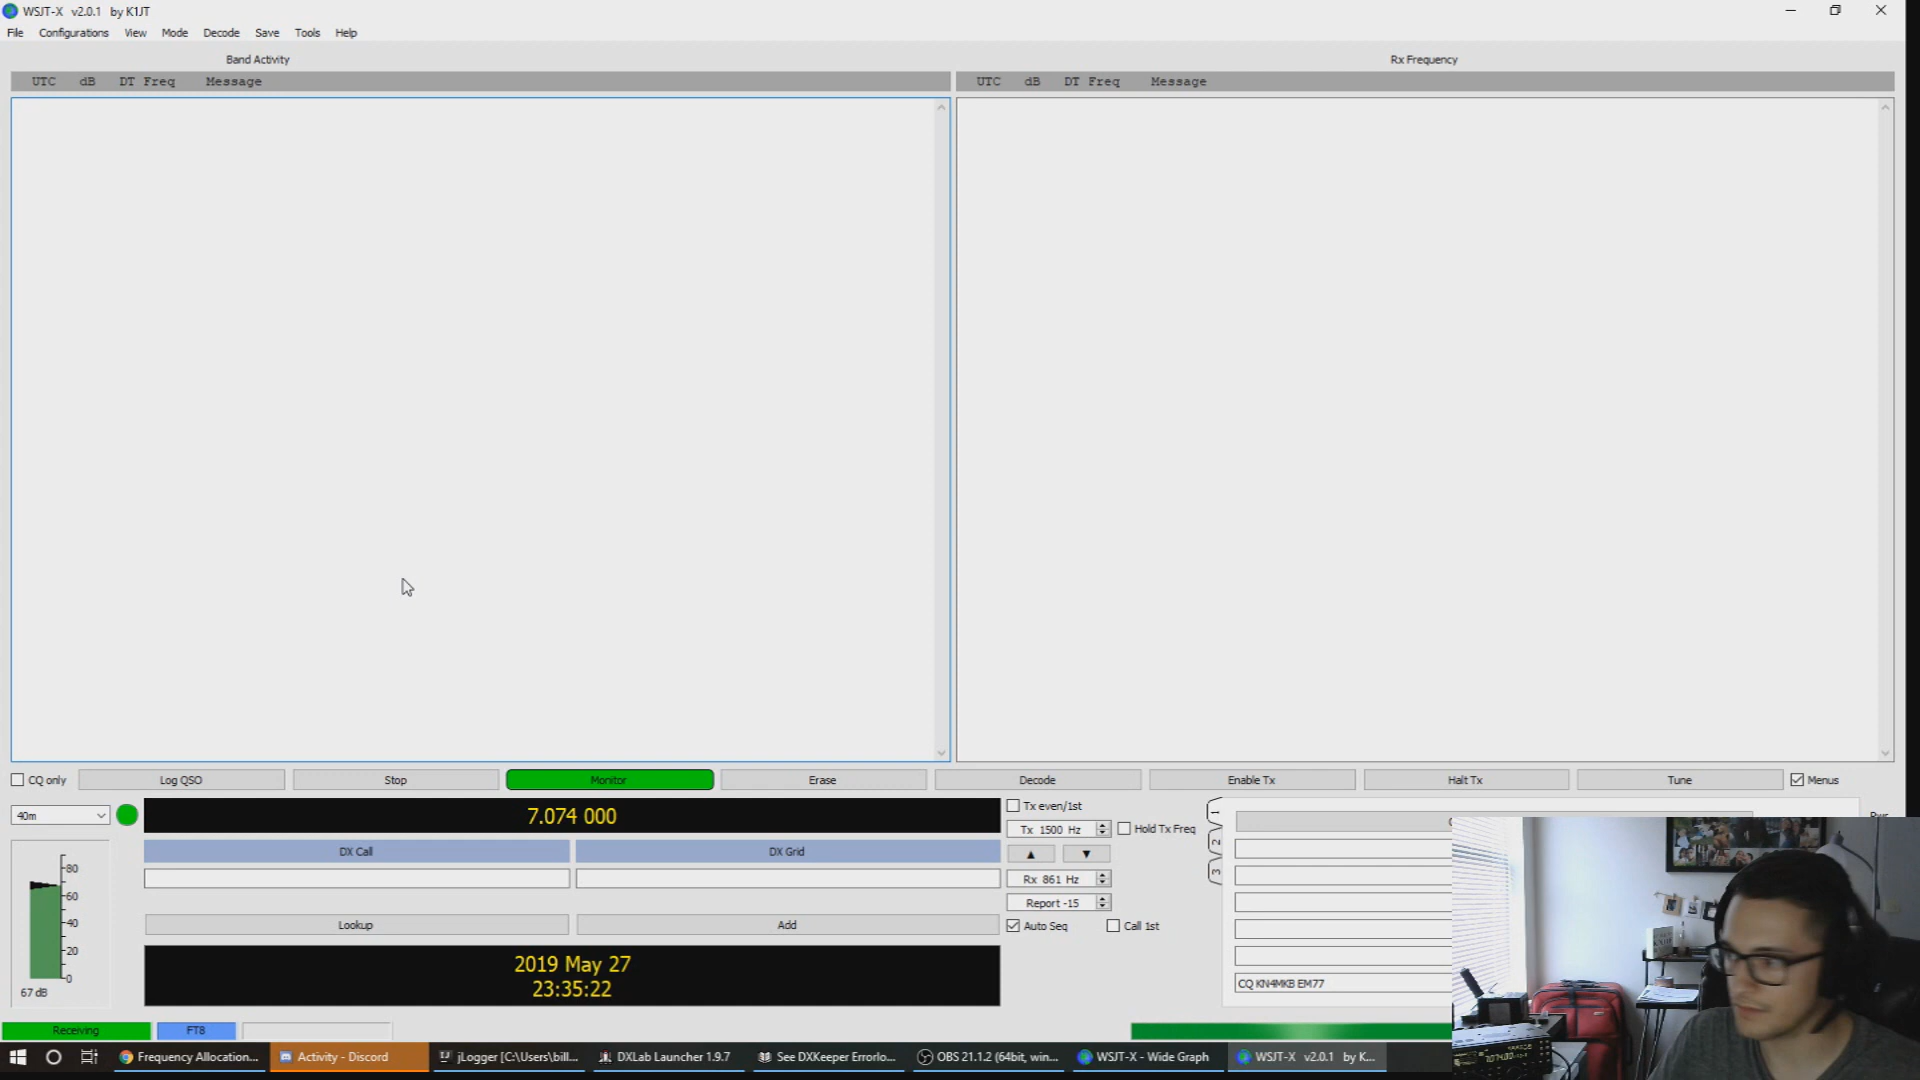 WSJT-X v2.0.1 by K1JT
File Configurations View Mode Decode Save Tools Help
Band Activity
Rx Frequency
UTC dB DT Freq Message
UTC dB DT Freq Message
CQ only
Log QSO
Stop
Monitor
Erase
Decode
Enable Tx
Halt Tx
Tune
Menus
40m
7.074 000
Tx even/1st
Tx 1500 Hz
Hold Tx Freq
DX Call
DX Grid
Rx 861 Hz
Report -15
Lookup
Add
Auto Seq
Call 1st
80
60
40
20
0
67 dB
2019 May 27
23:35:22
1
2
3
CQ KN4MKB EM77
Receiving
FT8
Frequency Allocation...
Activity - Discord
jLogger [C:\Users\bill...
DXLab Launcher 1.9.7
See DXKeeper Errorlo...
OBS 21.1.2 (64bit, win...
WSJT-X - Wide Graph
WSJT-X v2.0.1 by K...